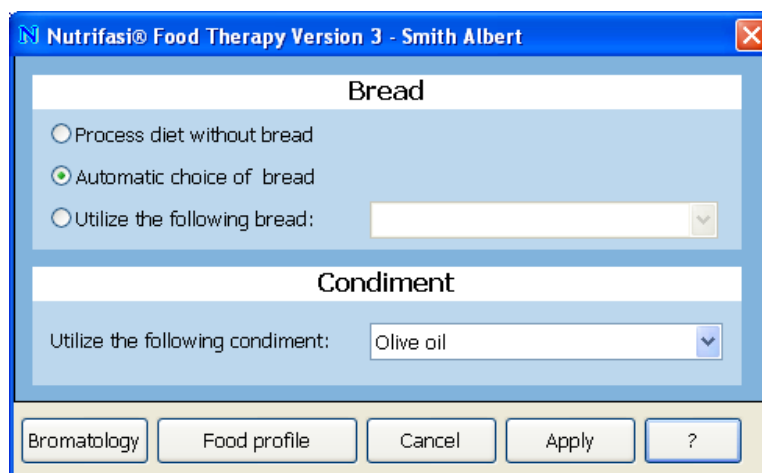 N Nutrifasi® Food Therapy Version 3 - Smith Albert
Bread
Process diet without bread
Automatic choice of bread
Utilize the following bread:
Condiment
Utilize the following condiment: Olive oil
Bromatology Food profile Cancel Apply ?